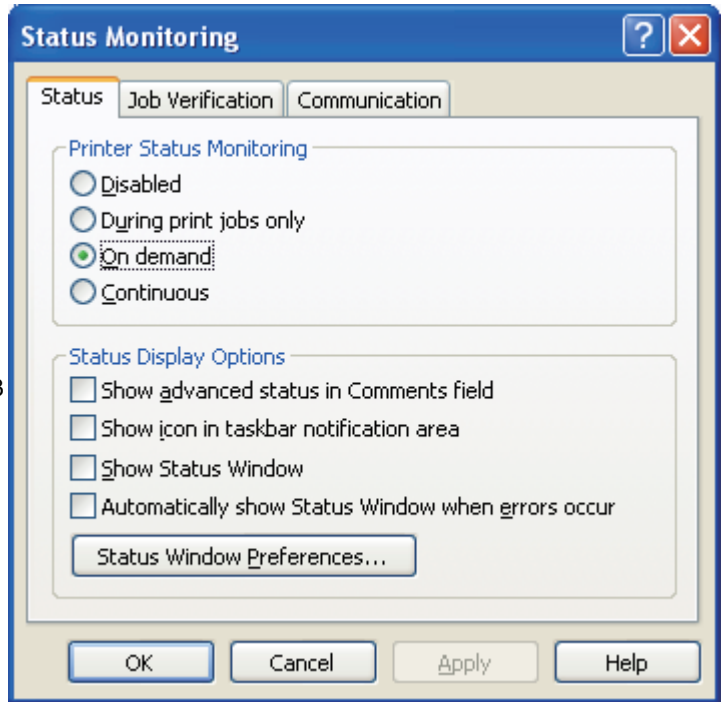 Status Monitoring
Status Job Verification Communication
Printer Status Monitoring
Disabled
During print jobs only
On demand
Continuous
Status Display Options
Show advanced status in Comments field
Show icon in taskbar notification area
Show Status Window
Automatically show Status Window when errors occur
Status Window Preferences...
OK Cancel Apply Help